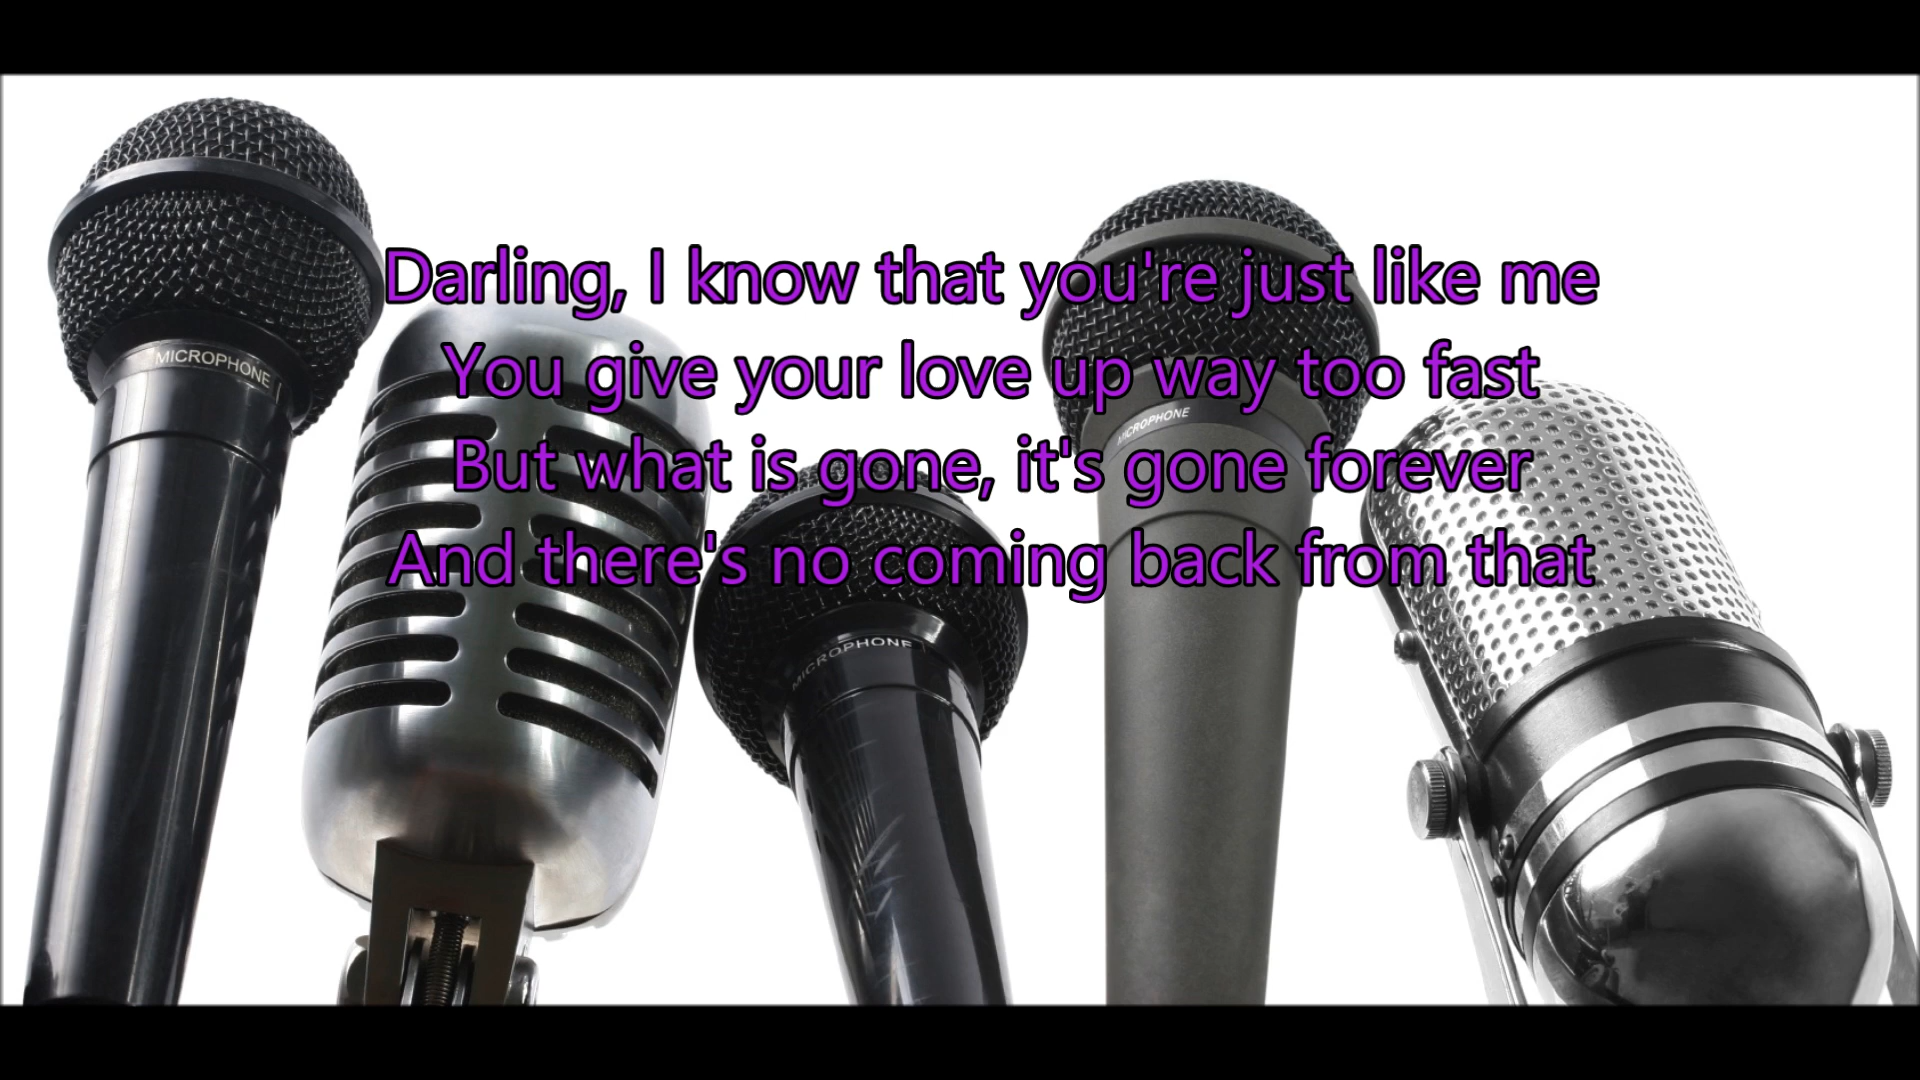 Darling, I know that you're just like me
You give your love up way too fast
But what is gone, it's gone forever
And there's no coming back from that
MICROPHONE
MICROPHONE
MICROPHONE